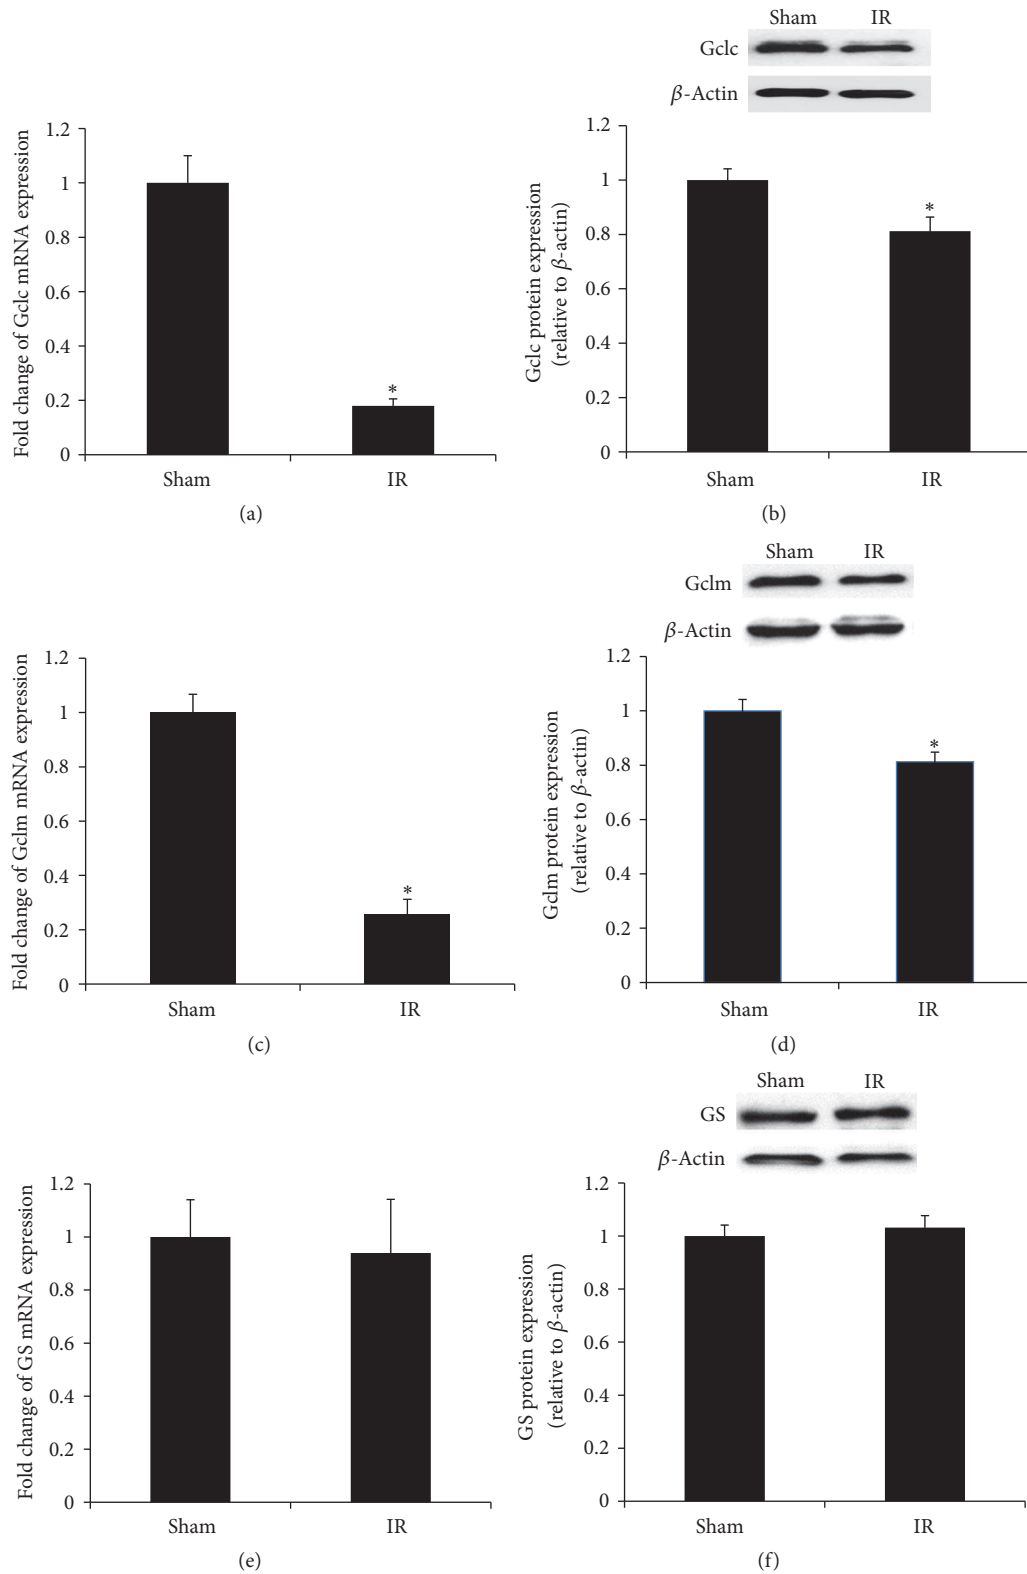 Fold change of Gclc mRNA expression
1.2
1
0.8
0.6
0.4
0.2
0
*
Sham
IR
(a)
Sham IR
Gclc
β-Actin
Gclc protein expression
(relative to β-actin)
1.2
1
0.8
0.6
0.4
0.2
0
*
Sham
IR
(b)
Fold change of Gclm mRNA expression
1.2
1
0.8
0.6
0.4
0.2
0
*
Sham
IR
(c)
Sham IR
Gclm
β-Actin
Gclm protein expression
(relative to β-actin)
1.2
1
0.8
0.6
0.4
0.2
0
*
Sham
IR
(d)
Fold change of GS mRNA expression
1.2
1
0.8
0.6
0.4
0.2
0
Sham
IR
(e)
Sham IR
GS
β-Actin
GS protein expression
(relative to β-actin)
1.2
1
0.8
0.6
0.4
0.2
0
Sham
IR
(f)